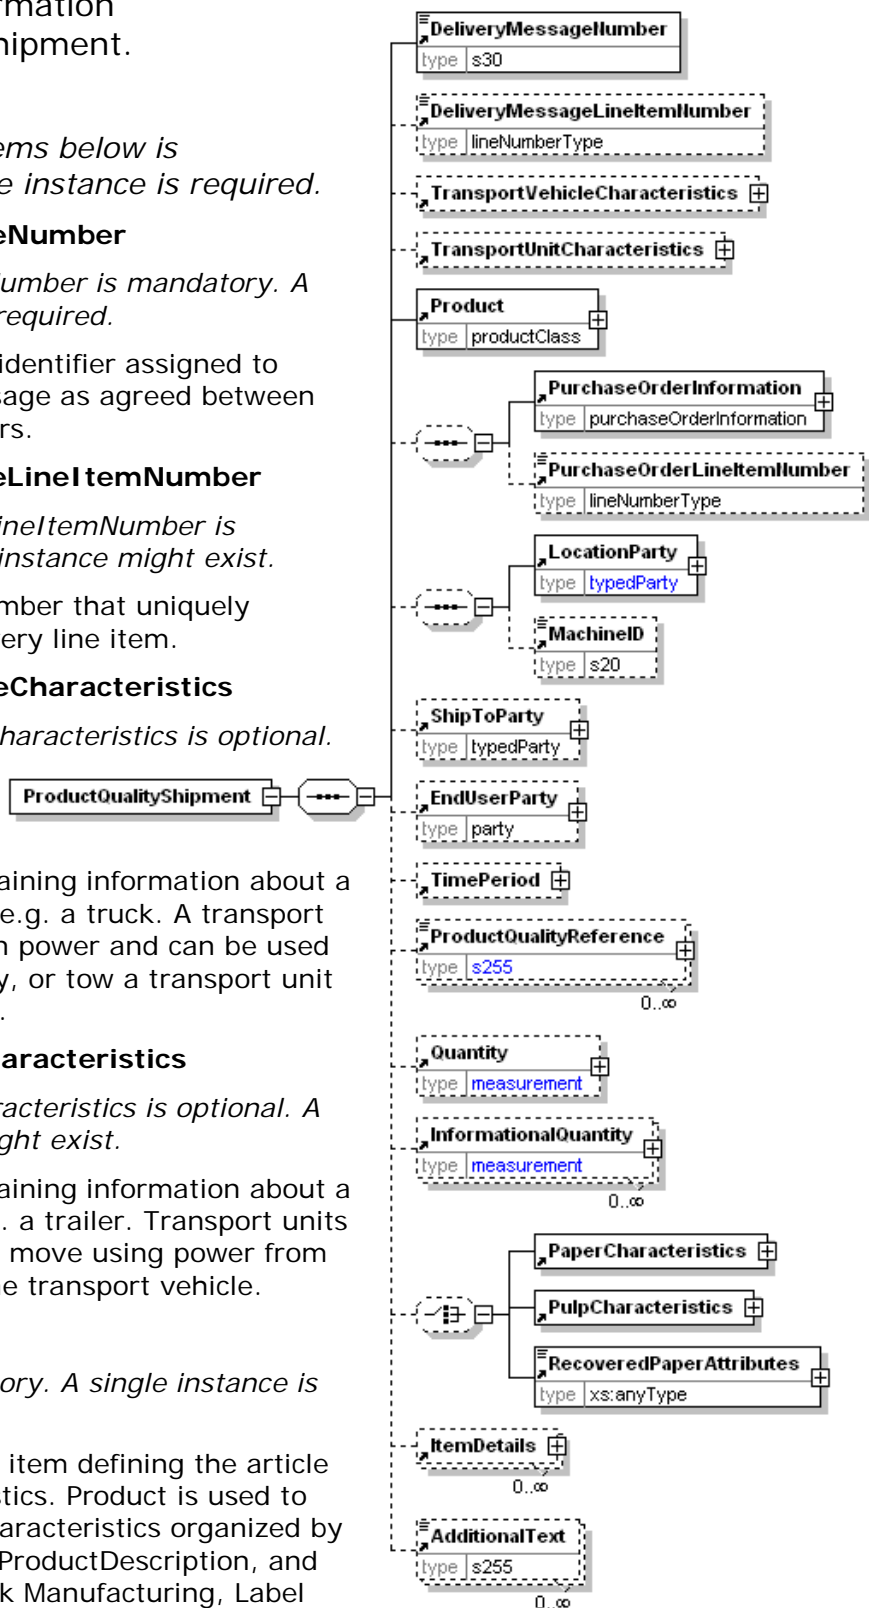 rmation
hipment.
ems below is
e instance is required.
eNumber
Number is mandatory. A
required.
identifier assigned to
sage as agreed between
rs.
eLineItemNumber
ineItemNumber is
instance might exist.
mber that uniquely
very line item.
eCharacteristics
haracteristics is optional.
aining information about a
e.g. a truck. A transport
n power and can be used
y, or tow a transport unit
.
aracteristics
racteristics is optional. A
ght exist.
aining information about a
. a trailer. Transport units
move using power from
ne transport vehicle.
ory. A single instance is
item defining the article
stics. Product is used to
aracteristics organized by
ProductDescription, and
k Manufacturing, Label
ProductQualityShipment
DeliveryMessageNumber
type s30
DeliveryMessageLineItemNumber
type lineNumberType
TransportVehicleCharacteristics
TransportUnitCharacteristics
Product
type productClass
PurchaseOrderInformation
type purchaseOrderInformation
PurchaseOrderLineItemNumber
type lineNumberType
LocationParty
type typedParty
MachineID
type s20
ShipToParty
type typedParty
EndUserParty
type party
TimePeriod
ProductQualityReference
type s255
0..∞
Quantity
type measurement
InformationalQuantity
type measurement
0..∞
PaperCharacteristics
PulpCharacteristics
RecoveredPaperAttributes
type xs:anyType
ItemDetails
0..∞
AdditionalText
type s255
0..∞